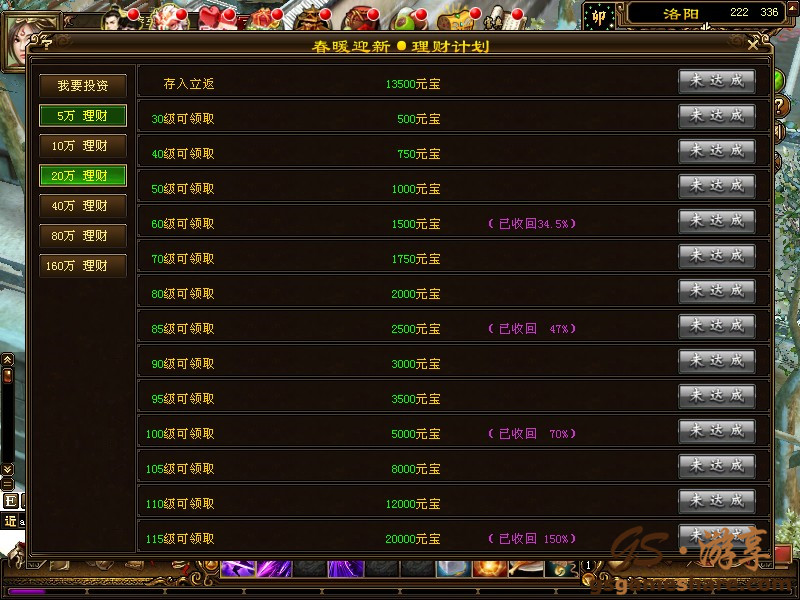 卯
洛阳 222 336
春暖迎新●理财计划
我要投资
5万 理财
10万 理财
20万 理财
40万 理财
80万 理财
160万 理财
存入立返 13500元宝 未达成
30级可领取 500元宝 未达成
40级可领取 750元宝 未达成
50级可领取 1000元宝 未达成
60级可领取 1500元宝 (已收回34.5%) 未达成
70级可领取 1750元宝 未达成
80级可领取 2000元宝 未达成
85级可领取 2500元宝 (已收回 47%) 未达成
90级可领取 3000元宝 未达成
95级可领取 3500元宝 未达成
100级可领取 5000元宝 (已收回 70%) 未达成
105级可领取 8000元宝 未达成
110级可领取 12000元宝 未达成
115级可领取 20000元宝 (已收回 150%) 未
E
近 a
1
GS·游享